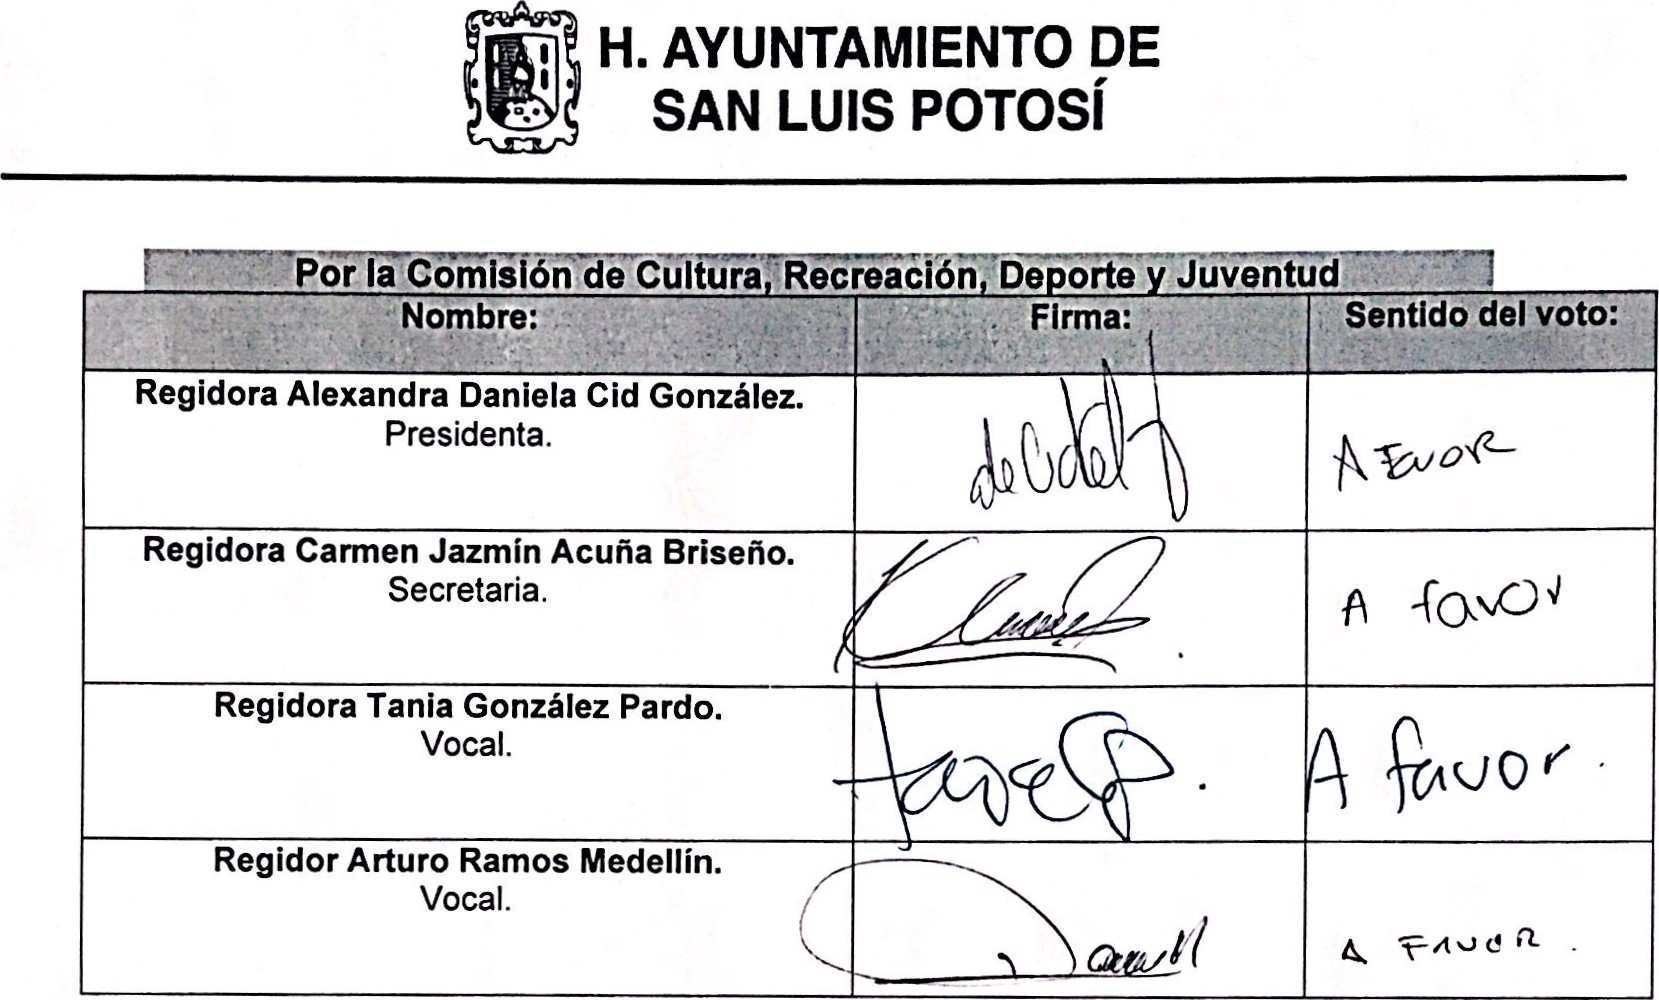 H. AYUNTAMIENTO DE
SAN LUIS POTOSÍ
Por la Comisión de Cultura, Recreación, Deporte y Juventud
Nombre: Firma: Sentido del voto:
Regidora Alexandra Daniela Cid González.
Presidenta.
A FAVOR
Regidora Carmen Jazmín Acuña Briseño.
Secretaria.
A favor
Regidora Tania González Pardo.
Vocal.
A favor.
Regidor Arturo Ramos Medellín.
Vocal.
A FAVOR.